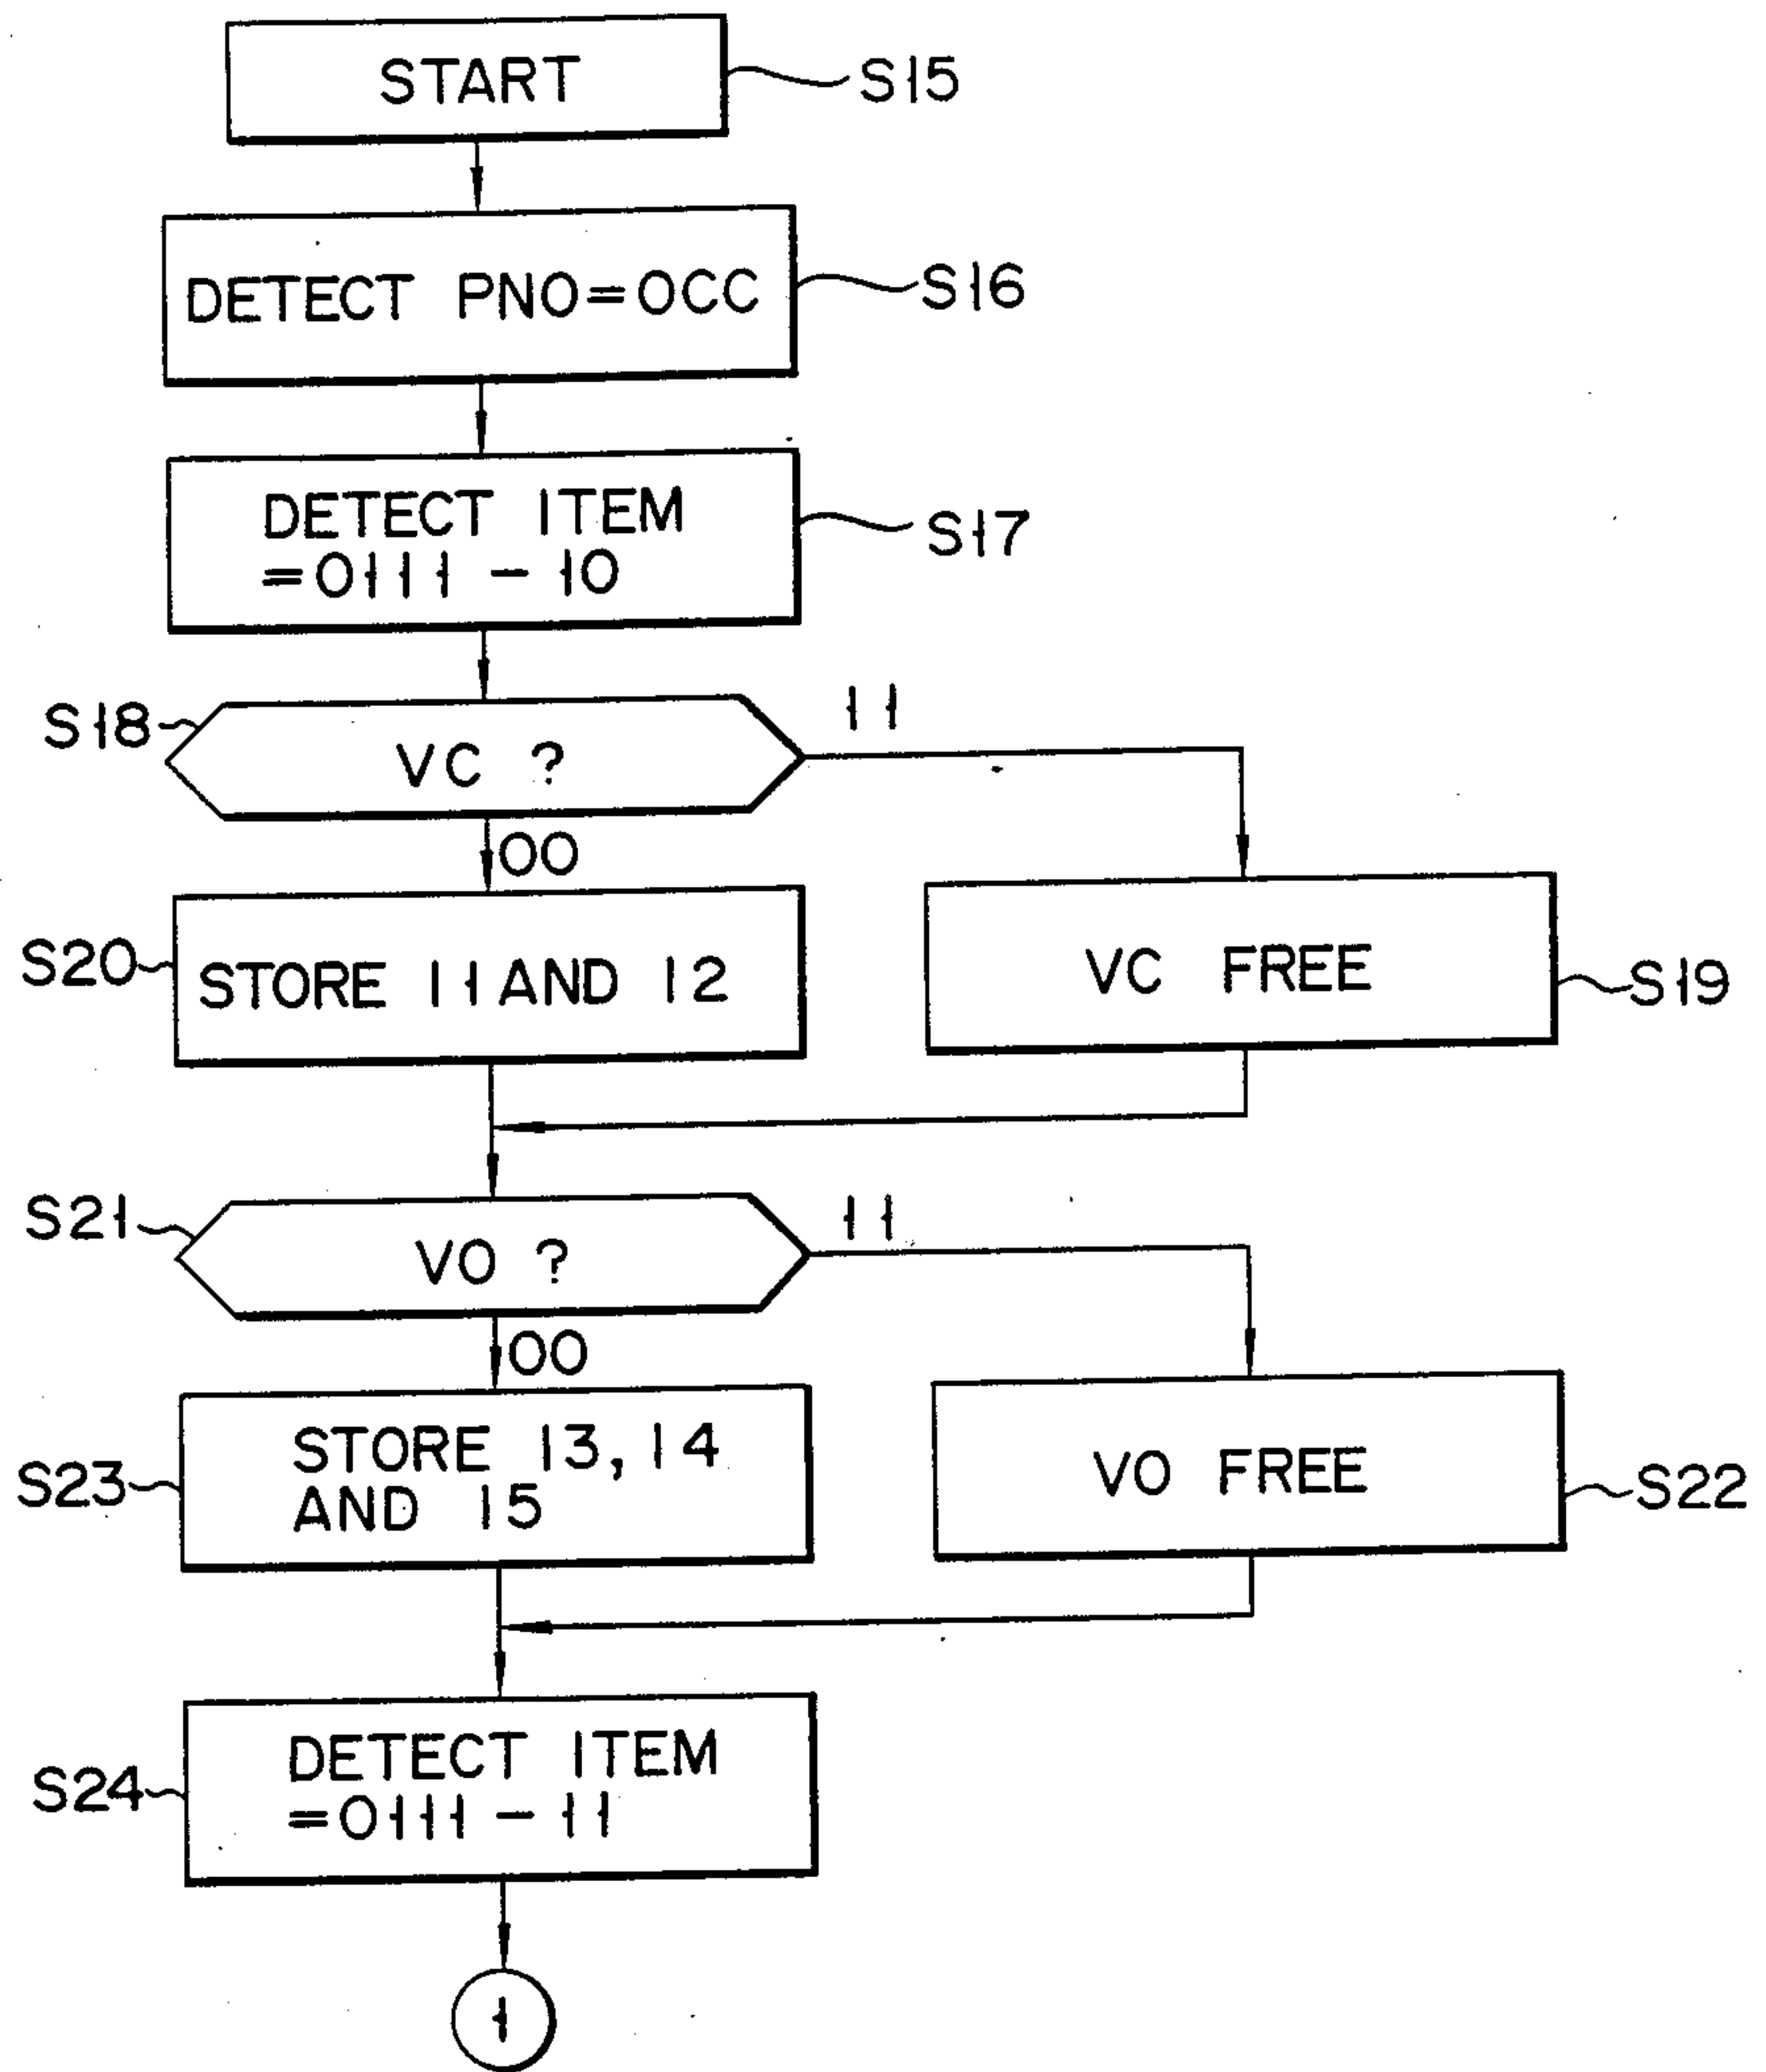 START
S15
DETECT PNO=OCC
S16
DETECT ITEM
=0111-10
S17
S18
VC ?
11
00
S20
STORE 11 AND 12
VC FREE
S19
S21
VO ?
11
00
S23
STORE 13, 14
AND 15
VO FREE
S22
S24
DETECT ITEM
=0111-11
1